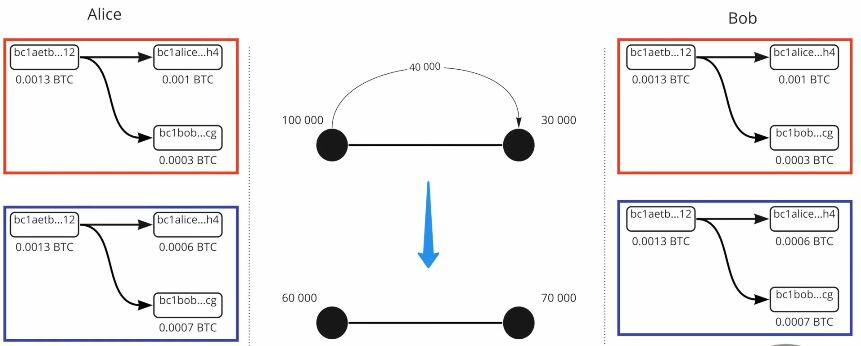 Alice
bc1aetb...12
0.0013 BTC
bc1alice...h4
0.001 BTC
bc1bob...cg
0.0003 BTC
bc1aetb...12
0.0013 BTC
bc1alice...h4
0.0006 BTC
bc1bob...cg
0.0007 BTC
40 000
100 000
30 000
60 000
70 000
Bob
bc1aetb...12
0.0013 BTC
bc1alice...h4
0.001 BTC
bc1bob...cg
0.0003 BTC
bc1aetb...12
0.0013 BTC
bc1alice...h4
0.0006 BTC
bc1bob...cg
0.0007 BTC